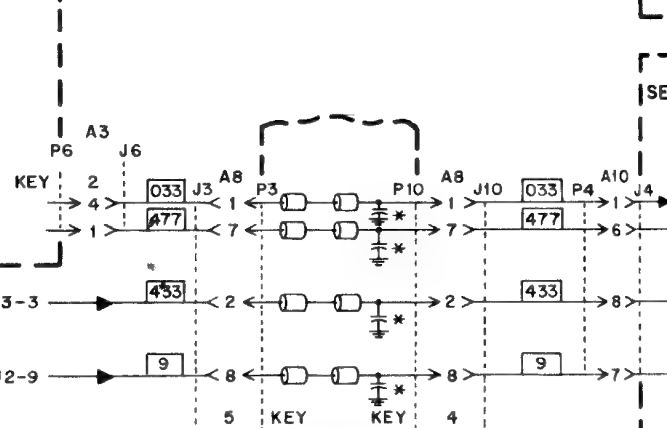 SE
A3
P6 J6
KEY 2 033 J3 A8 P3 P10 A8 J10 033 P4 A10 J4
4 1 1 1
477 * 477
1 7 7 6
*
433 433
3-3 2 2 8
*
9 9
2-9 8 8 7
*
5 KEY KEY 4